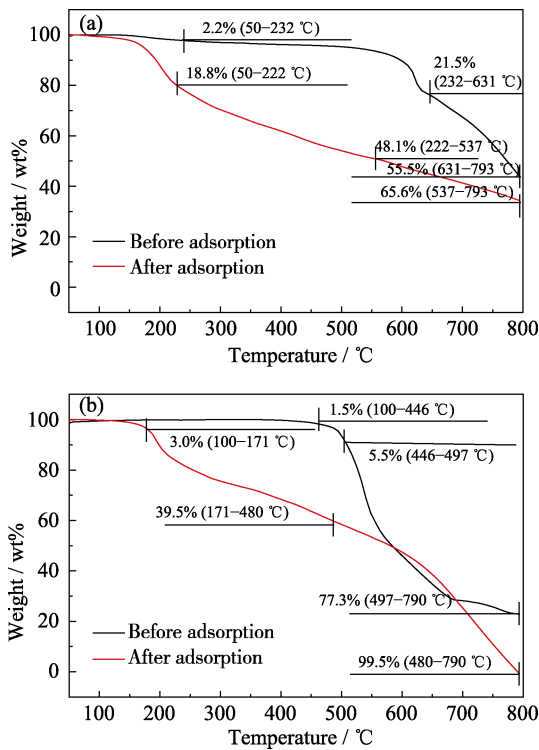 (a)
2.2% (50–232 ℃)
21.5%
(232–631 ℃)
18.8% (50–222 ℃)
48.1% (222–537 ℃)
55.5% (631–793 ℃)
65.6% (537–793 ℃)
Before adsorption
After adsorption
Weight / wt%
100
80
60
40
20
0
100 200 300 400 500 600 700 800
Temperature / ℃
(b)
1.5% (100–446 ℃)
3.0% (100–171 ℃)
5.5% (446–497 ℃)
39.5% (171–480 ℃)
77.3% (497–790 ℃)
Before adsorption
After adsorption
99.5% (480–790 ℃)
Weight / wt%
100
80
60
40
20
0
100 200 300 400 500 600 700 800
Temperature / ℃